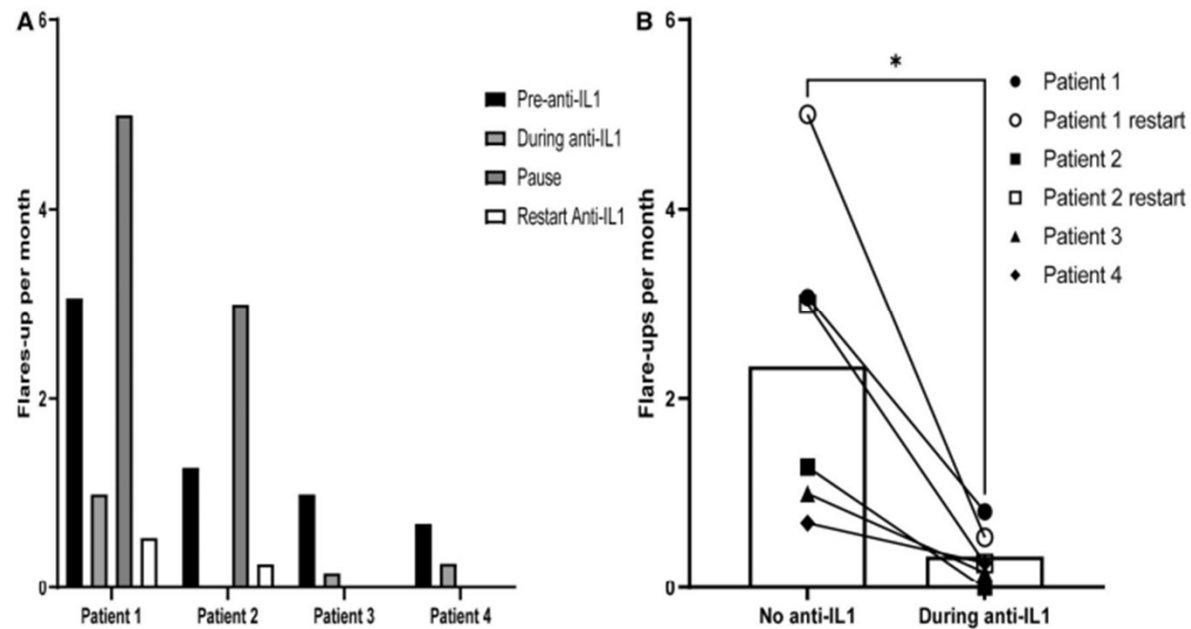 A
6
4
2
0
Flares-up per month
Pre-anti-IL1
During anti-IL1
Pause
Restart Anti-IL1
Patient 1
Patient 2
Patient 3
Patient 4
B
6
4
2
0
Flare-ups per month
*
Patient 1
Patient 1 restart
Patient 2
Patient 2 restart
Patient 3
Patient 4
No anti-IL1
During anti-IL1